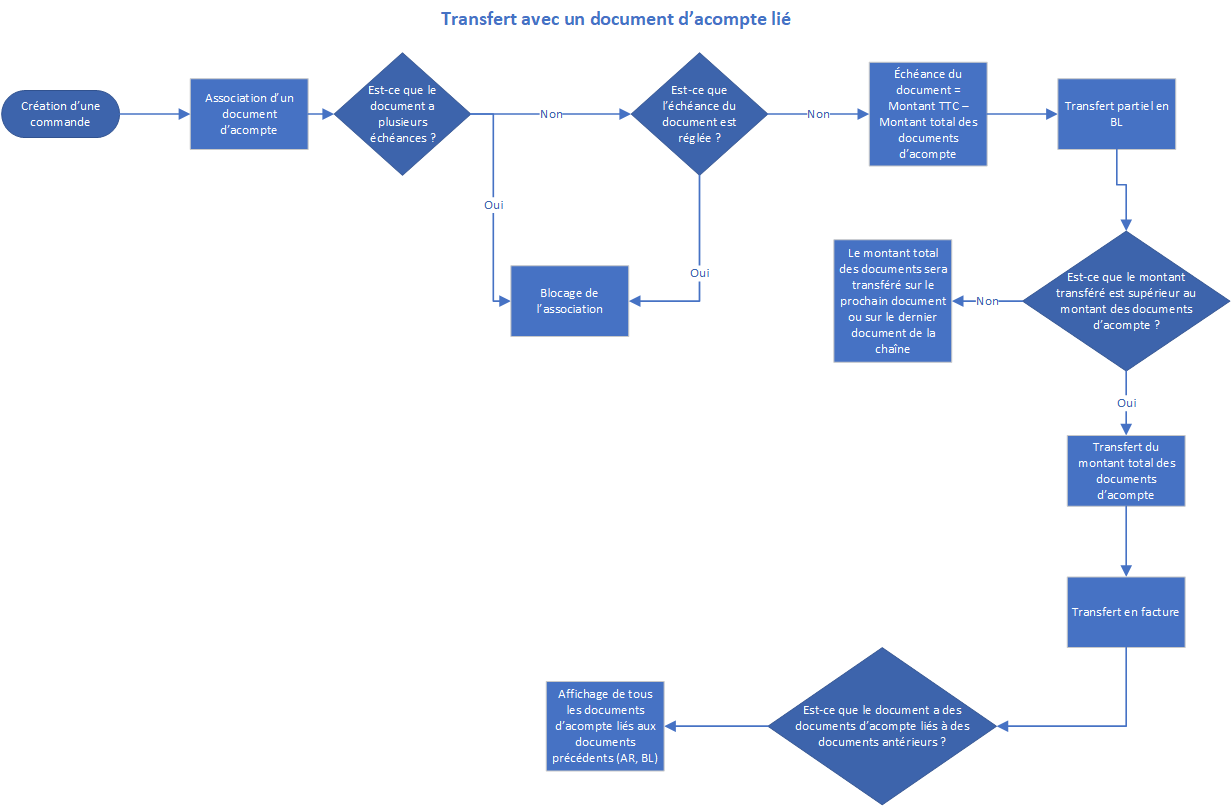 Transfert avec un document d’acompte lié
Création d’une
commande
Association d’un
document
d’acompte
Est-ce que le
document a
plusieurs
échéances ?
Non
Oui
Est-ce que
l’échéance du
document est
réglée ?
Non
Oui
Blocage de
l’association
Échéance du
document =
Montant TTC –
Montant total des
documents
d’acompte
Transfert partiel en
BL
Est-ce que le montant
transféré est supérieur au
montant des documents
d’acompte ?
Non
Le montant total
des documents sera
transféré sur le
prochain document
ou sur le dernier
document de la
chaîne
Oui
Transfert du
montant total des
documents
d’acompte
Transfert en facture
Est-ce que le document a des
documents d’acompte liés à des
documents antérieurs ?
Affichage de tous
les documents
d’acompte liés aux
documents
précédents (AR, BL)